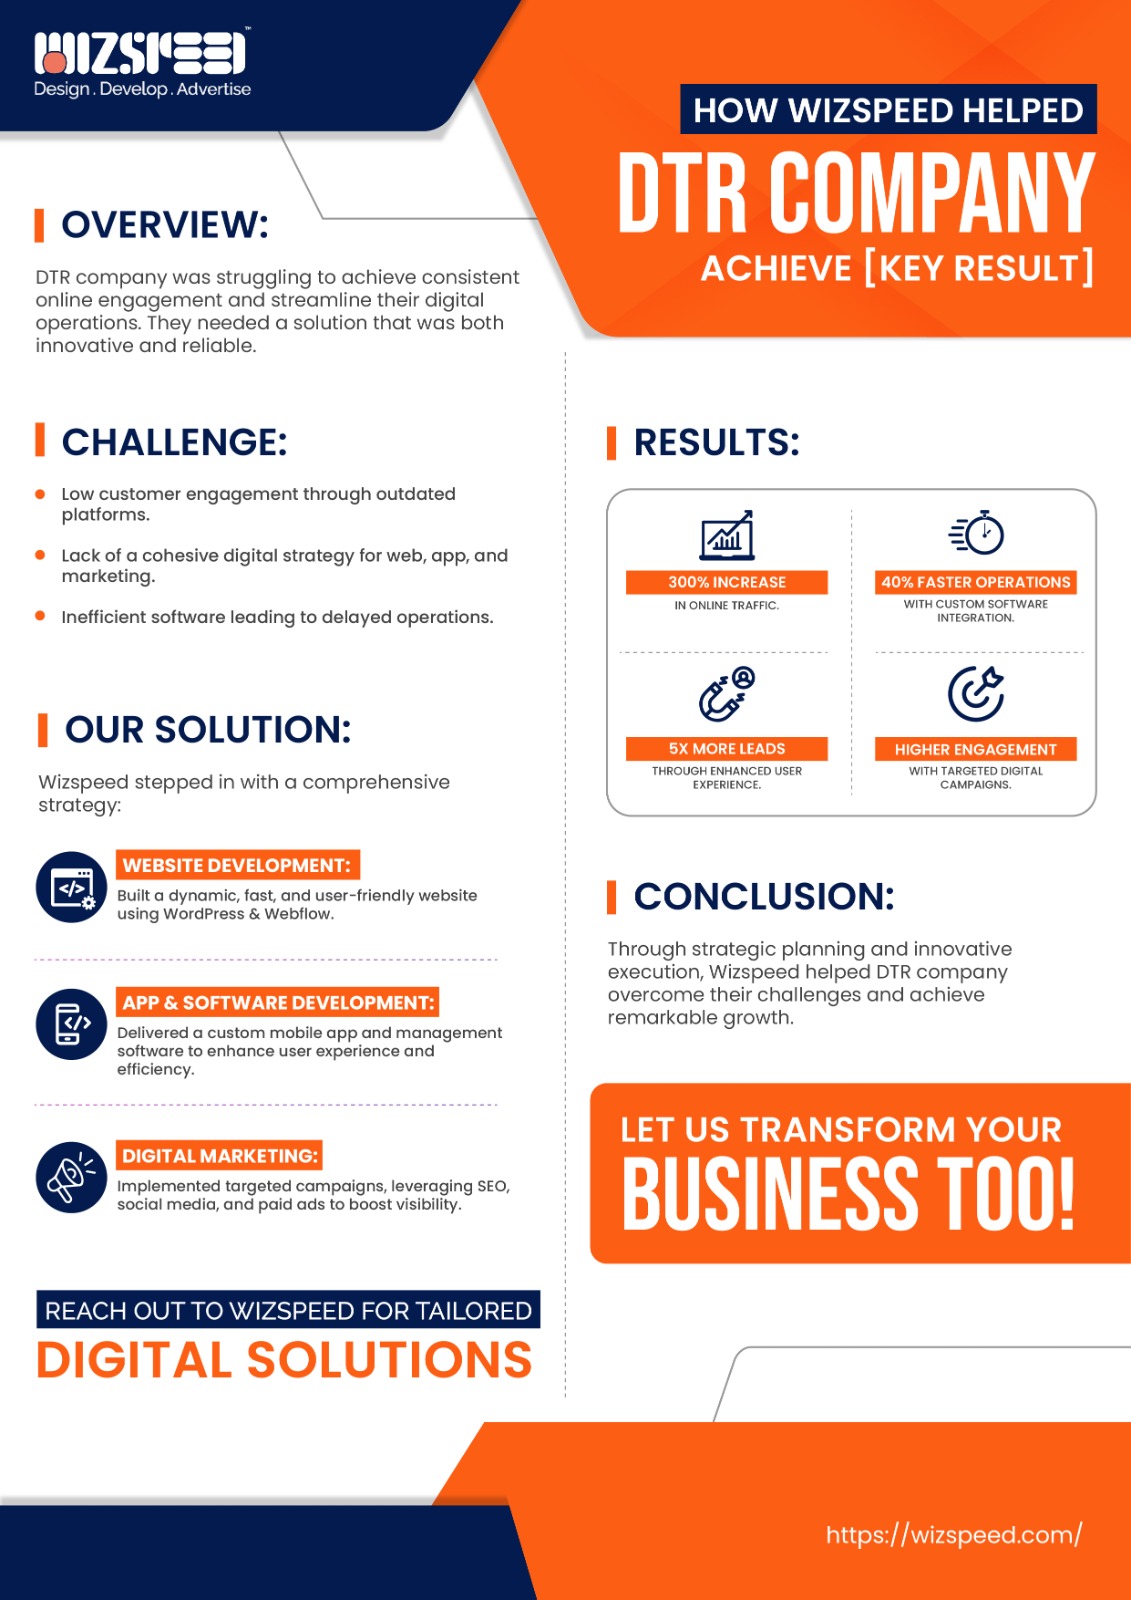 WIZSPEED™
Design . Develop . Advertise
HOW WIZSPEED HELPED
DTR COMPANY
ACHIEVE [KEY RESULT]
OVERVIEW:
DTR company was struggling to achieve consistent
online engagement and streamline their digital
operations. They needed a solution that was both
innovative and reliable.
CHALLENGE:
Low customer engagement through outdated
platforms.
Lack of a cohesive digital strategy for web, app, and
marketing.
Inefficient software leading to delayed operations.
OUR SOLUTION:
Wizspeed stepped in with a comprehensive
strategy:
WEBSITE DEVELOPMENT:
Built a dynamic, fast, and user-friendly website
using WordPress & Webflow.
APP & SOFTWARE DEVELOPMENT:
Delivered a custom mobile app and management
software to enhance user experience and
efficiency.
DIGITAL MARKETING:
Implemented targeted campaigns, leveraging SEO,
social media, and paid ads to boost visibility.
REACH OUT TO WIZSPEED FOR TAILORED
DIGITAL SOLUTIONS
RESULTS:
300% INCREASE
IN ONLINE TRAFFIC.
40% FASTER OPERATIONS
WITH CUSTOM SOFTWARE
INTEGRATION.
5X MORE LEADS
THROUGH ENHANCED USER
EXPERIENCE.
HIGHER ENGAGEMENT
WITH TARGETED DIGITAL
CAMPAIGNS.
CONCLUSION:
Through strategic planning and innovative
execution, Wizspeed helped DTR company
overcome their challenges and achieve
remarkable growth.
LET US TRANSFORM YOUR
BUSINESS TOO!
https://wizspeed.com/